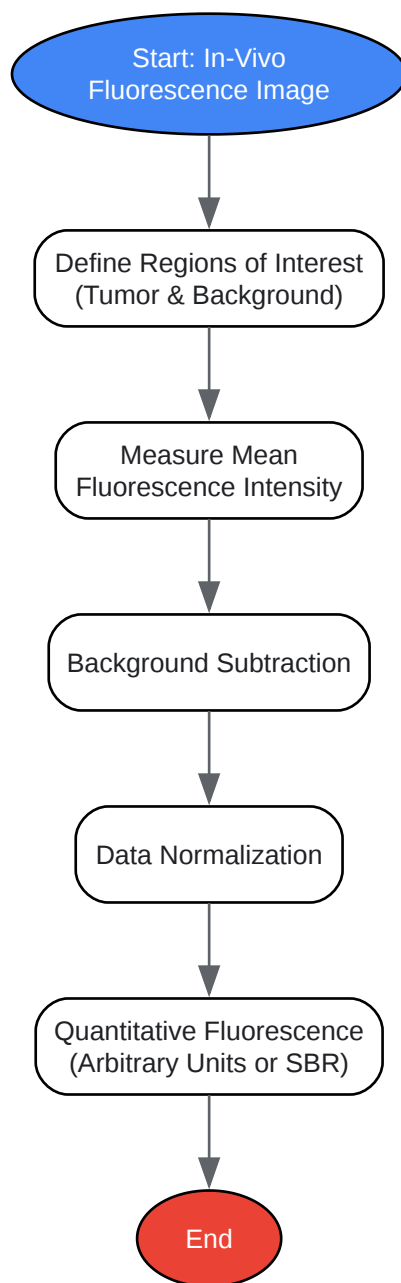 Start: In-Vivo
Fluorescence Image
Define Regions of Interest
(Tumor & Background)
Measure Mean
Fluorescence Intensity
Background Subtraction
Data Normalization
Quantitative Fluorescence
(Arbitrary Units or SBR)
End